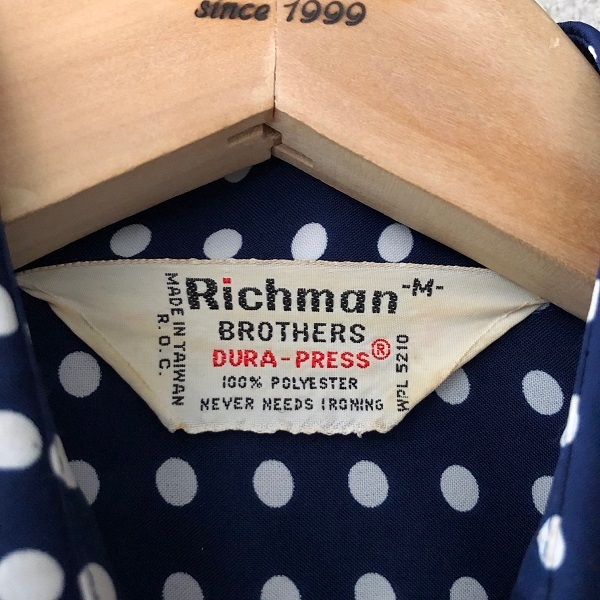 since 1999
Richman -M-
BROTHERS
DURA-PRESS®
100% POLYESTER
NEVER NEEDS IRONING
MADE IN TAIWAN
R.O.C.
WPL 5210